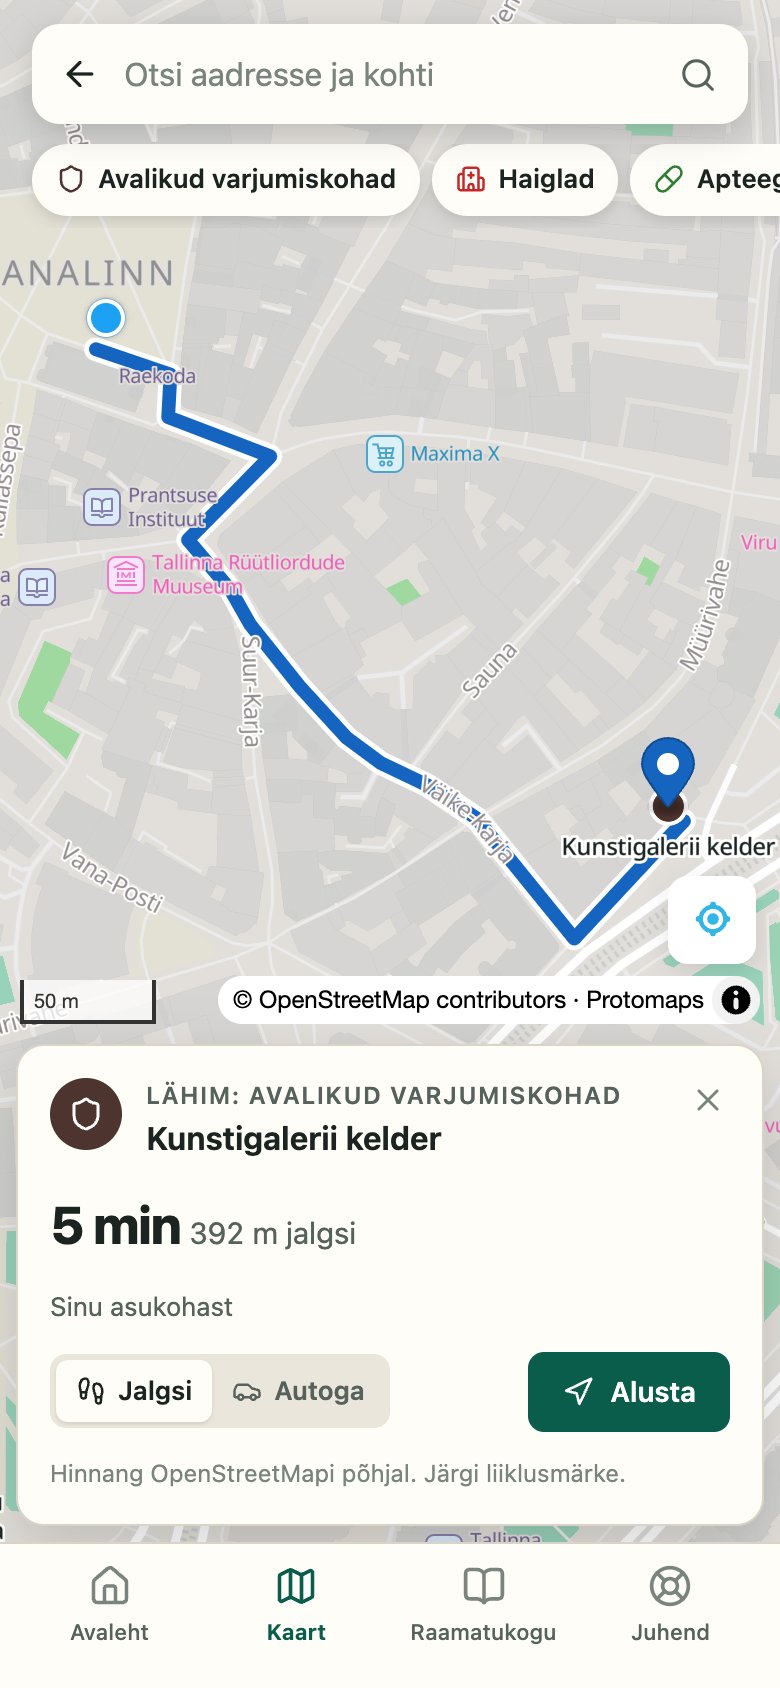 Otsi aadresse ja kohti
Avalikud varjumiskohad
Haiglad
Apteeg
ANALINN
Raekoda
Maxima X
Prantsuse
Instituut
Tallinna Rüütliordude
Muuseum
a
a
Viru
Müürivahe
Sauna
Suur-Karja
Väike-Karja
Vana-Posti
Kunstigalerii kelder
50 m
© OpenStreetMap contributors · Protomaps
LÄHIM: AVALIKUD VARJUMISKOHAD
Kunstigalerii kelder
5 min 392 m jalgsi
Sinu asukohast
Jalgsi
Autoga
Alusta
Hinnang OpenStreetMapi põhjal. Järgi liiklusmärke.
Tallinna
Avaleht
Kaart
Raamatukogu
Juhend